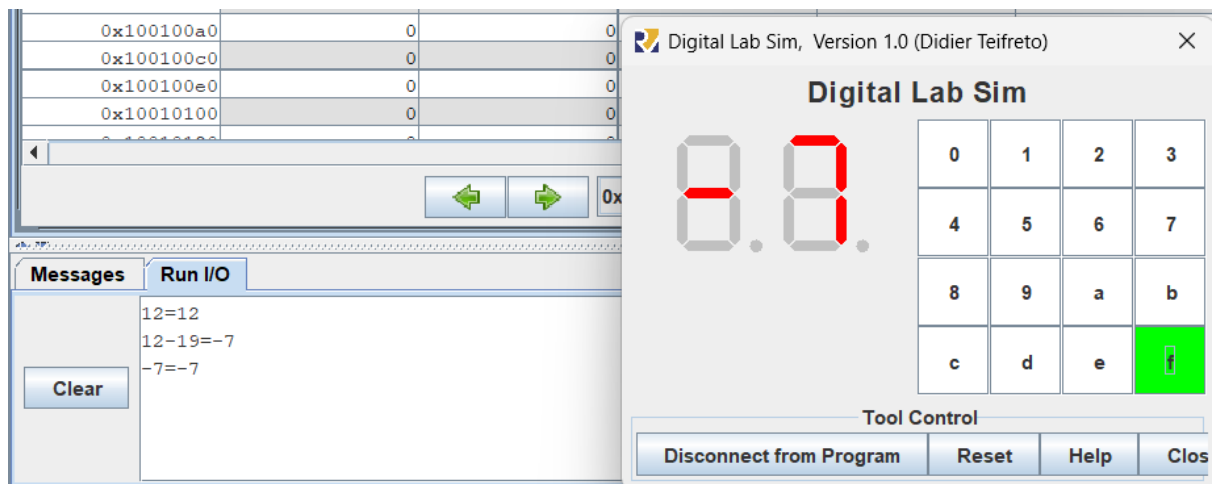 0x100100a0 0 0
0x100100c0 0 0
0x100100e0 0 0
0x10010100 0 0
0x
Messages Run I/O
Clear
12=12
12-19=-7
-7=-7
Digital Lab Sim, Version 1.0 (Didier Teifreto)
Digital Lab Sim
-7
0 1 2 3
4 5 6 7
8 9 a b
c d e f
Tool Control
Disconnect from Program Reset Help Clos